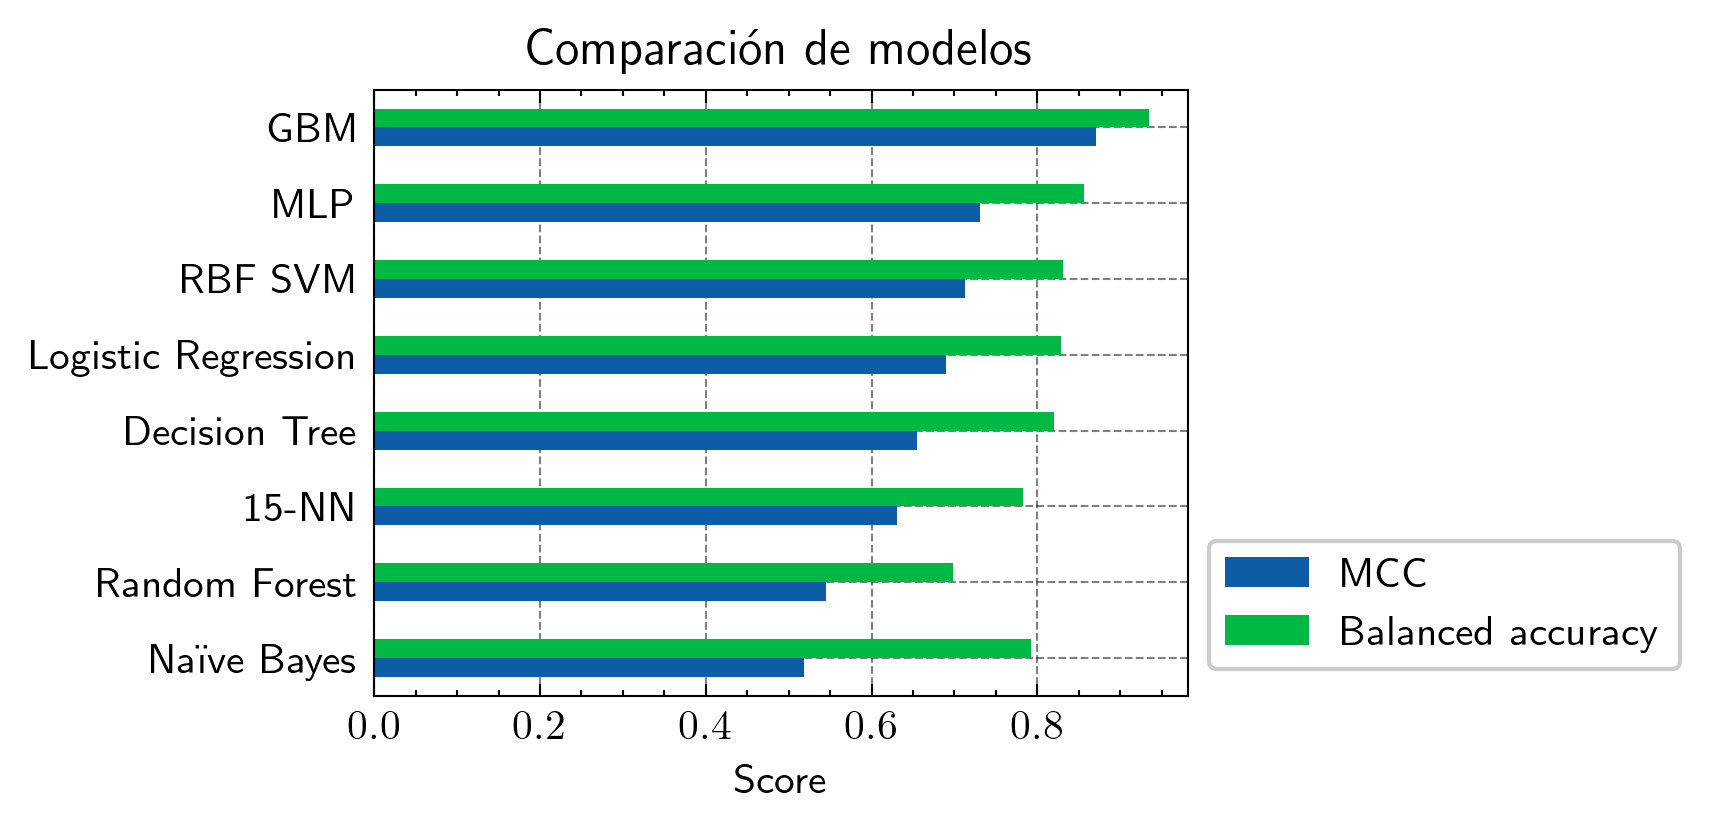 Comparación de modelos
GBM
MLP
RBF SVM
Logistic Regression
Decision Tree
15-NN
Random Forest
Naïve Bayes
0.0 0.2 0.4 0.6 0.8
Score
MCC
Balanced accuracy